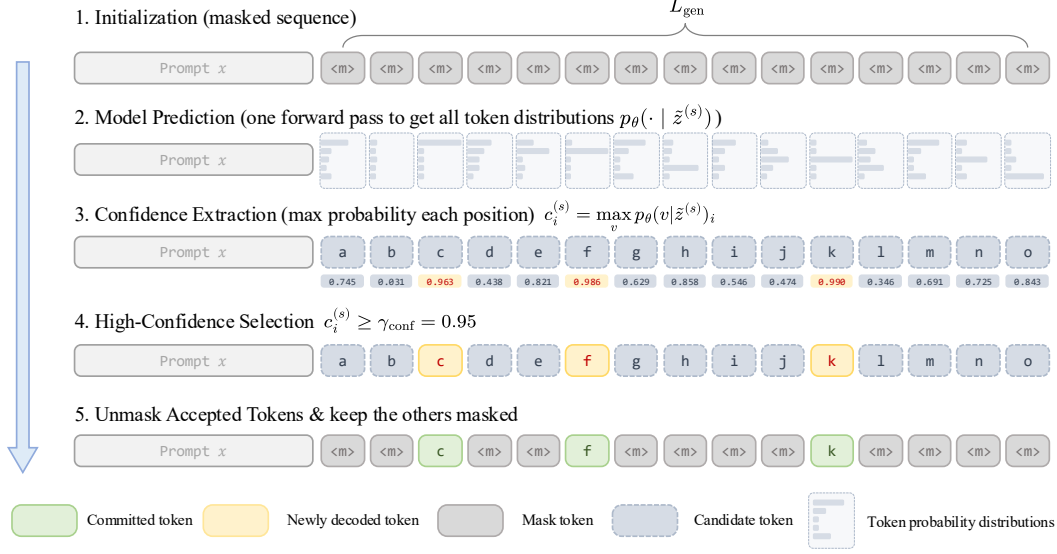 L_gen
1. Initialization (masked sequence)
Prompt x <m> <m> <m> <m> <m> <m> <m> <m> <m> <m> <m> <m> <m> <m> <m>
2. Model Prediction (one forward pass to get all token distributions p_θ(· | z̃^(s)))
Prompt x
3. Confidence Extraction (max probability each position) c_i^(s) = max_v p_θ(v|z̃^(s))_i
a b c d e f g h i j k l m n o
0.745 0.031 0.963 0.438 0.821 0.986 0.629 0.858 0.546 0.474 0.990 0.346 0.691 0.725 0.843
Prompt x
4. High-Confidence Selection c_i^(s) ≥ γ_conf = 0.95
Prompt x a b c d e f g h i j k l m n o
5. Unmask Accepted Tokens & keep the others masked
Prompt x <m> <m> c <m> <m> f <m> <m> <m> <m> k <m> <m> <m> <m>
Committed token Newly decoded token Mask token Candidate token Token probability distributions